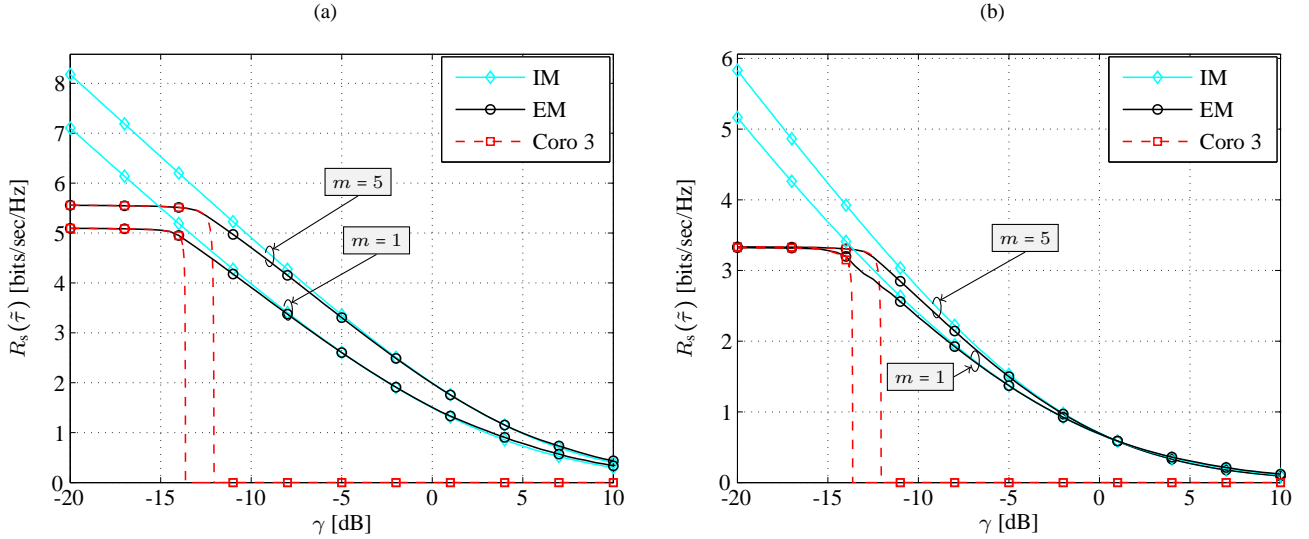 (a)
8
7
6
5
4
3
2
1
0
R_s(τ̃) [bits/sec/Hz]
-20
-15
-10
-5
0
5
10
γ [dB]
IM
EM
Coro 3
m = 5
m = 1
(b)
6
5
4
3
2
1
0
R_s(τ̃) [bits/sec/Hz]
-20
-15
-10
-5
0
5
10
γ [dB]
IM
EM
Coro 3
m = 5
m = 1